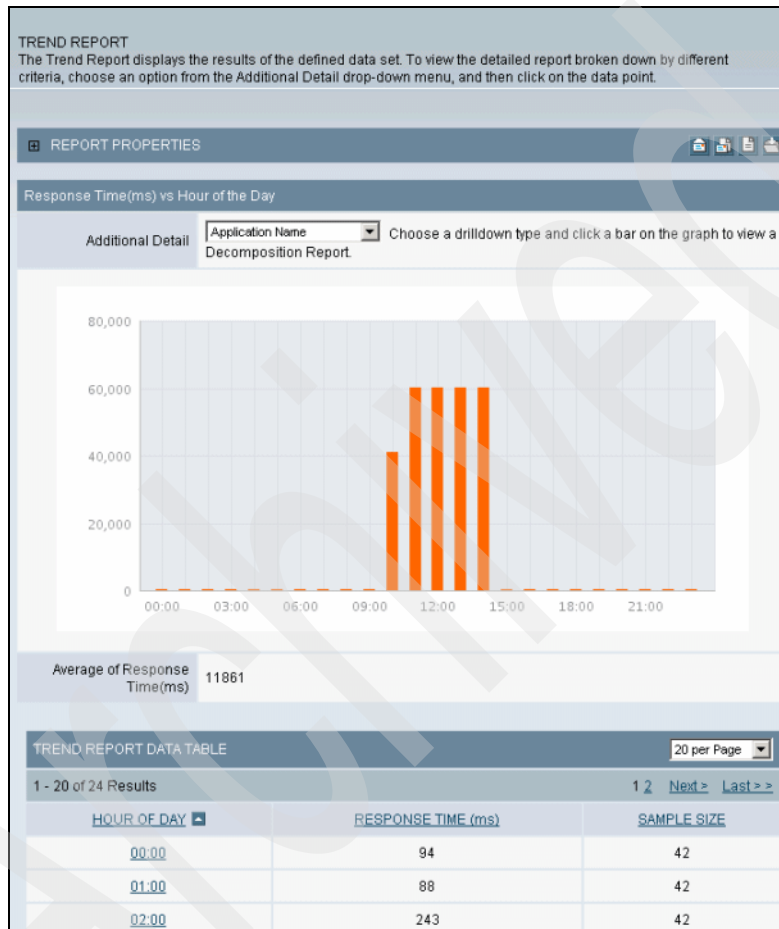 TREND REPORT
The Trend Report displays the results of the defined data set. To view the detailed report broken down by different
criteria, choose an option from the Additional Detail drop-down menu, and then click on the data point.
REPORT PROPERTIES
Response Time(ms) vs Hour of the Day
Additional Detail Application Name Choose a drilldown type and click a bar on the graph to view a
Decomposition Report.
80,000
60,000
40,000
20,000
0
00:00 03:00 06:00 09:00 12:00 15:00 18:00 21:00
Average of Response
Time(ms) 11861
TREND REPORT DATA TABLE 20 per Page
1 - 20 of 24 Results 1 2 Next > Last > >
HOUR OF DAY RESPONSE TIME (ms) SAMPLE SIZE
00:00 94 42
01:00 88 42
02:00 243 42